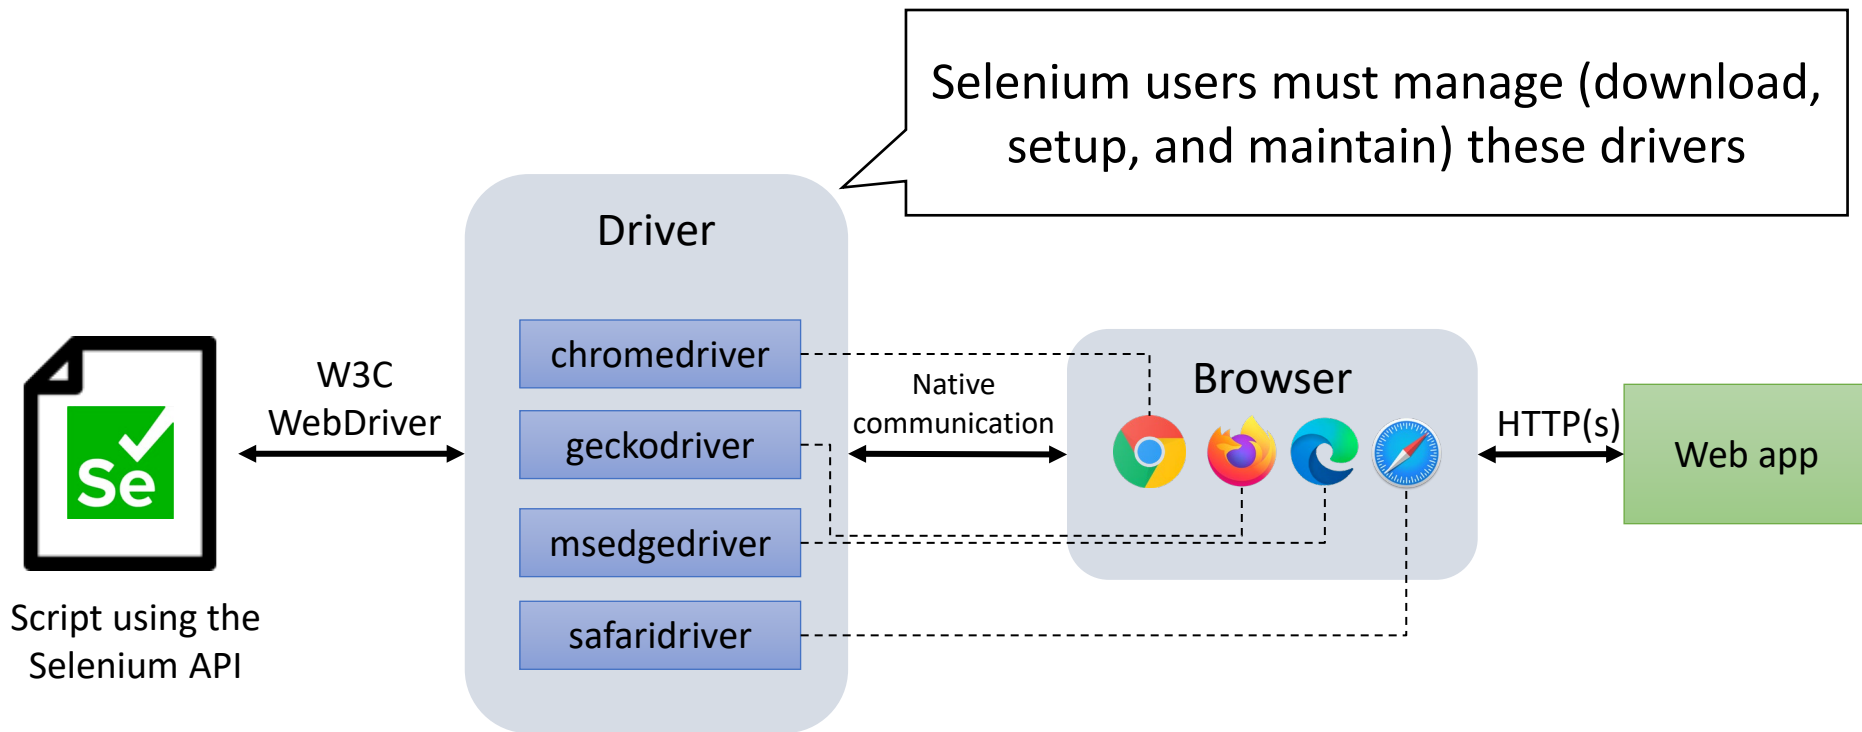 Selenium users must manage (download,
setup, and maintain) these drivers
Driver
chromedriver
geckodriver
msedgedriver
safaridriver
W3C
WebDriver
Se
Script using the
Selenium API
Native
communication
Browser
HTTP(s)
Web app